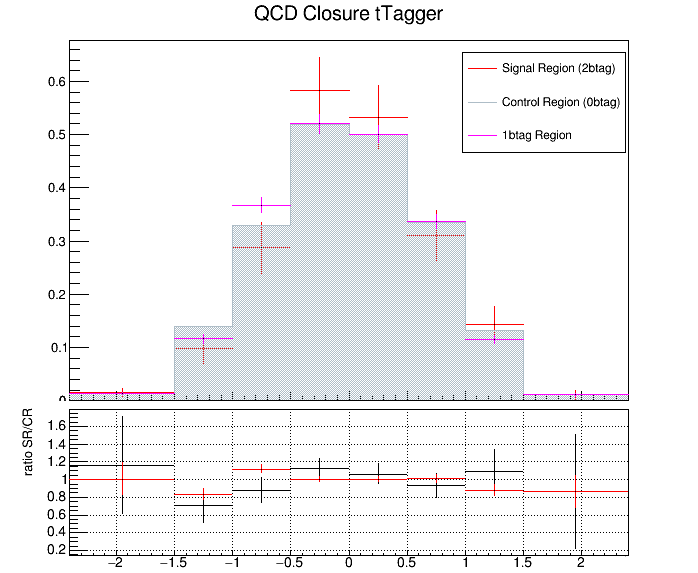 QCD Closure tTagger
0.6
0.5
0.4
0.3
0.2
0.1
0
Signal Region (2btag)
Control Region (0btag)
1btag Region
ratio SR/CR
1.6
1.4
1.2
1
0.8
0.6
0.4
0.2
−2 −1.5 −1 −0.5 0 0.5 1 1.5 2